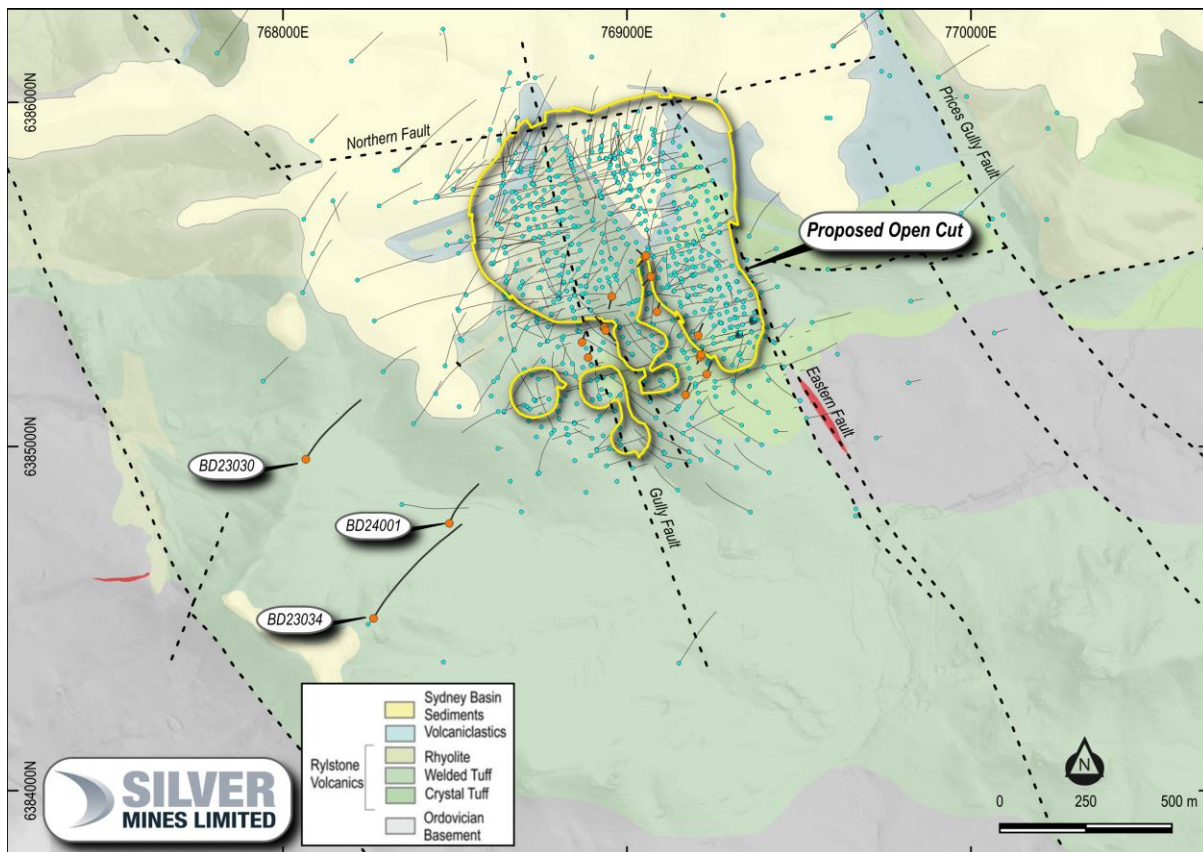 768000E
769000E
770000E
6386000N
Northern Fault
Prices Gully Fault
Proposed Open Cut
Eastern Fault
6385000N
BD23030
BD24001
Gully Fault
BD23034
Sydney Basin
Sediments
Volcaniclastics
Rylstone
Volcanics
Rhyolite
Welded Tuff
Crystal Tuff
Ordovician
Basement
6384000N
SILVER
MINES LIMITED
N
0 250 500 m